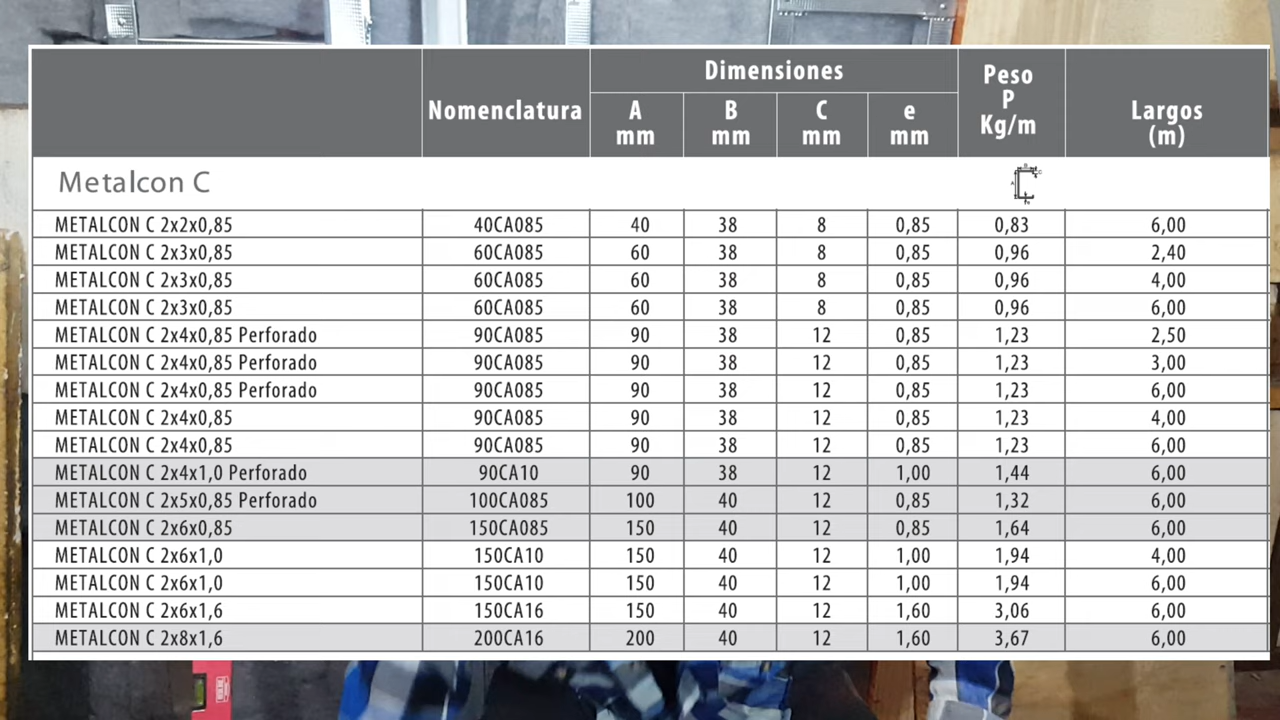 Nomenclatura Dimensiones Peso P Kg/m Largos (m)
A mm B mm C mm e mm
Metalcon C
METALCON C 2x2x0,85 40CA085 40 38 8 0,85 0,83 6,00
METALCON C 2x3x0,85 60CA085 60 38 8 0,85 0,96 2,40
METALCON C 2x3x0,85 60CA085 60 38 8 0,85 0,96 4,00
METALCON C 2x3x0,85 60CA085 60 38 8 0,85 0,96 6,00
METALCON C 2x4x0,85 Perforado 90CA085 90 38 12 0,85 1,23 2,50
METALCON C 2x4x0,85 Perforado 90CA085 90 38 12 0,85 1,23 3,00
METALCON C 2x4x0,85 Perforado 90CA085 90 38 12 0,85 1,23 6,00
METALCON C 2x4x0,85 90CA085 90 38 12 0,85 1,23 4,00
METALCON C 2x4x0,85 90CA085 90 38 12 0,85 1,23 6,00
METALCON C 2x4x1,0 Perforado 90CA10 90 38 12 1,00 1,44 6,00
METALCON C 2x5x0,85 Perforado 100CA085 100 40 12 0,85 1,32 6,00
METALCON C 2x6x0,85 150CA085 150 40 12 0,85 1,64 6,00
METALCON C 2x6x1,0 150CA10 150 40 12 1,00 1,94 4,00
METALCON C 2x6x1,0 150CA10 150 40 12 1,00 1,94 6,00
METALCON C 2x6x1,6 150CA16 150 40 12 1,60 3,06 6,00
METALCON C 2x8x1,6 200CA16 200 40 12 1,60 3,67 6,00